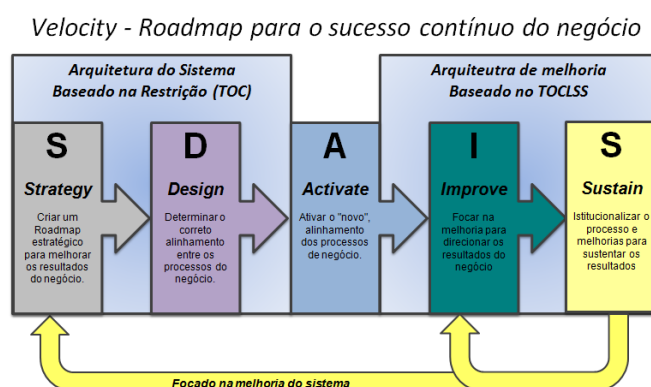 Velocity - Roadmap para o sucesso contínuo do negócio
Arquitetura do Sistema
Baseado na Restrição (TOC)
Arquiteutra de melhoria
Baseado no TOCLSS
S
Strategy
Criar um
Roadmap
estratégico
para melhorar
os resultados
do negócio.
D
Design
Determinar o
correto
alinhamento
entre os
processos do
negócio.
A
Activate
Ativar o "novo",
alinhamento
dos processos
de negócio.
I
Improve
Focar na
melhoria para
direcionar os
resultados do
negócio
S
Sustain
Istitucionalizar o
processo e
melhorias para
sustentar os
resultados
Focado na melhoria do sistema